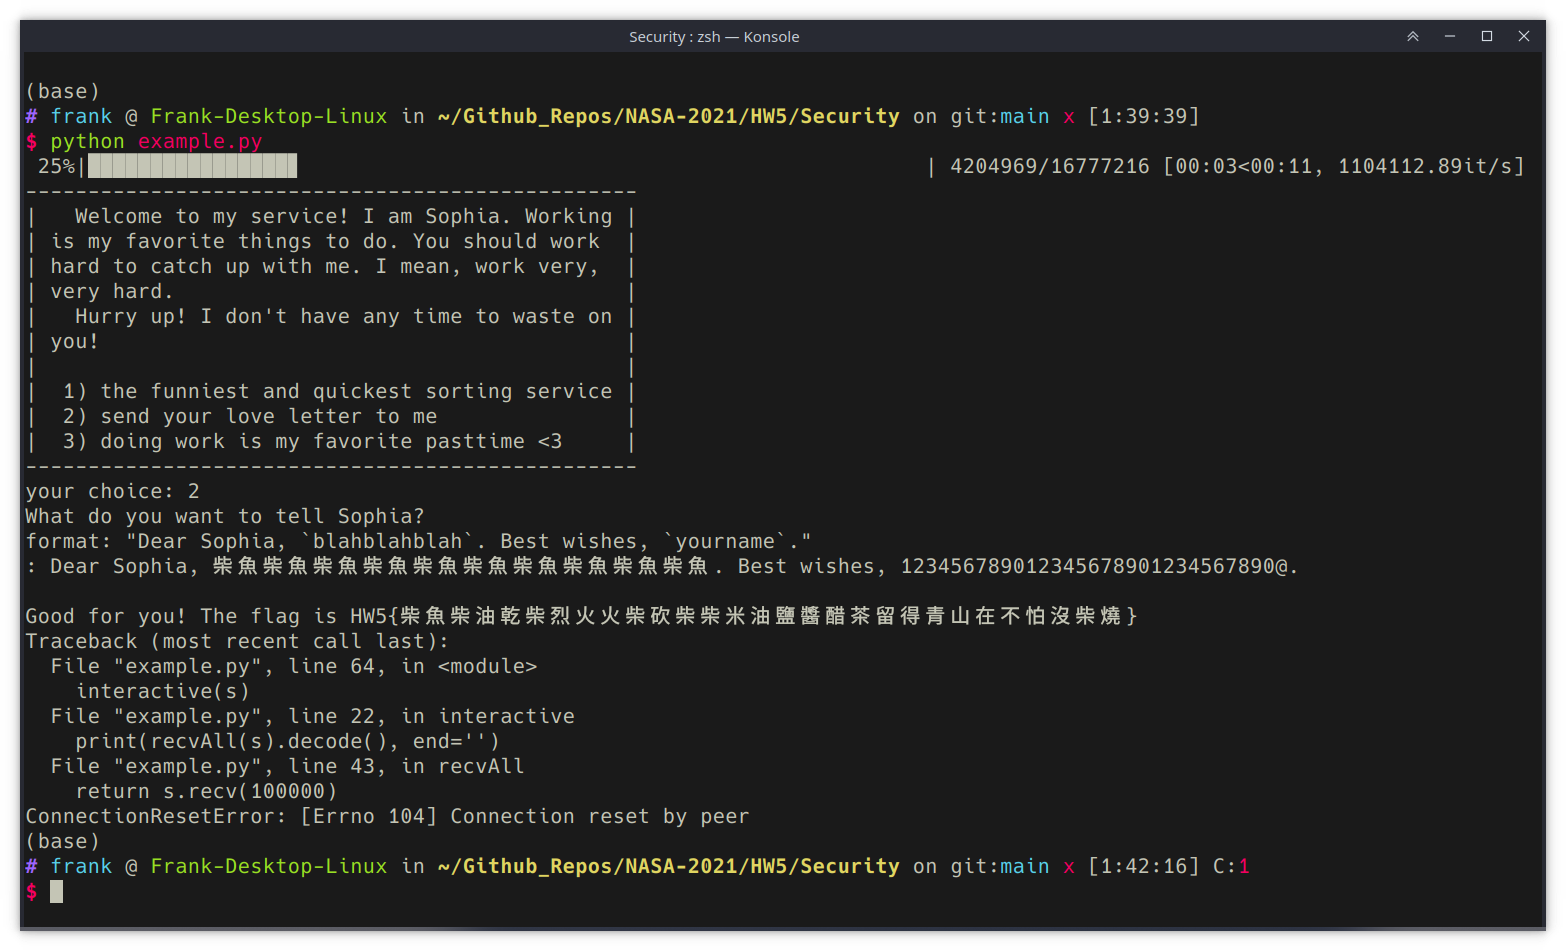 Security : zsh — Konsole
(base)
# frank @ Frank-Desktop-Linux in ~/Github_Repos/NASA-2021/HW5/Security on git:main x [1:39:39]
$ python example.py
 25%|█████████████████                                                   | 4204969/16777216 [00:03<00:11, 1104112.89it/s]
-------------------------------------------------
|   Welcome to my service! I am Sophia. Working |
| is my favorite things to do. You should work  |
| hard to catch up with me. I mean, work very,  |
| very hard.                                    |
|   Hurry up! I don't have any time to waste on |
| you!                                          |
|                                               |
|  1) the funniest and quickest sorting service |
|  2) send your love letter to me               |
|  3) doing work is my favorite pasttime <3     |
-------------------------------------------------
your choice: 2
What do you want to tell Sophia?
format: "Dear Sophia, `blahblahblah`. Best wishes, `yourname`."
: Dear Sophia, 柴魚柴魚柴魚柴魚柴魚柴魚柴魚柴魚柴魚柴魚. Best wishes, 123456789012345678901234567890@.
Good for you! The flag is HW5{柴魚柴油乾柴烈火火柴砍柴柴米油鹽醬醋茶留得青山在不怕沒柴燒}
Traceback (most recent call last):
  File "example.py", line 64, in <module>
    interactive(s)
  File "example.py", line 22, in interactive
    print(recvAll(s).decode(), end='')
  File "example.py", line 43, in recvAll
    return s.recv(100000)
ConnectionResetError: [Errno 104] Connection reset by peer
(base)
# frank @ Frank-Desktop-Linux in ~/Github_Repos/NASA-2021/HW5/Security on git:main x [1:42:16] C:1
$